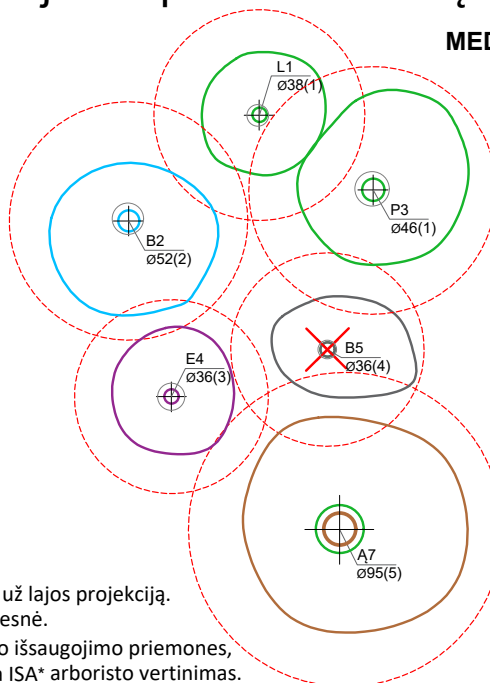 MED
L1
Ø38(1)
P3
Ø46(1)
B2
Ø52(2)
B5
Ø36(4)
E4
Ø36(3)
Ą7
Ø95(5)
už lajos projekciją.
esnė.
o išsaugojimo priemones,
ISA* arboristo vertinimas.